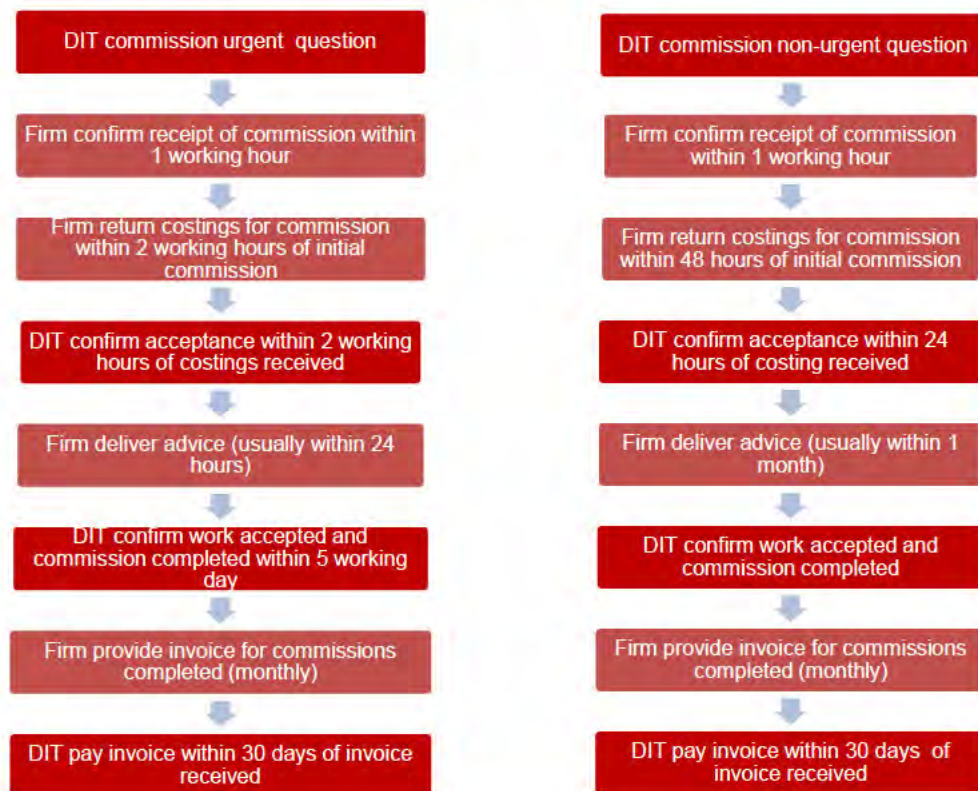 DIT commission urgent question
Firm confirm receipt of commission within
1 working hour
Firm return costings for commission
within 2 working hours of initial
commission
DIT confirm acceptance within 2 working
hours of costings received
Firm deliver advice (usually within 24
hours)
DIT confirm work accepted and
commission completed within 5 working
day
Firm provide invoice for commissions
completed (monthly)
DIT pay invoice within 30 days of invoice
received
DIT commission non-urgent question
Firm confirm receipt of commission
within 1 working hour
Firm return costings for commission
within 48 hours of initial commission
DIT confirm acceptance within 24
hours of costing received
Firm deliver advice (usually within 1
month)
DIT confirm work accepted and
commission completed
Firm provide invoice for commissions
completed (monthly)
DIT pay invoice within 30 days of
invoice received